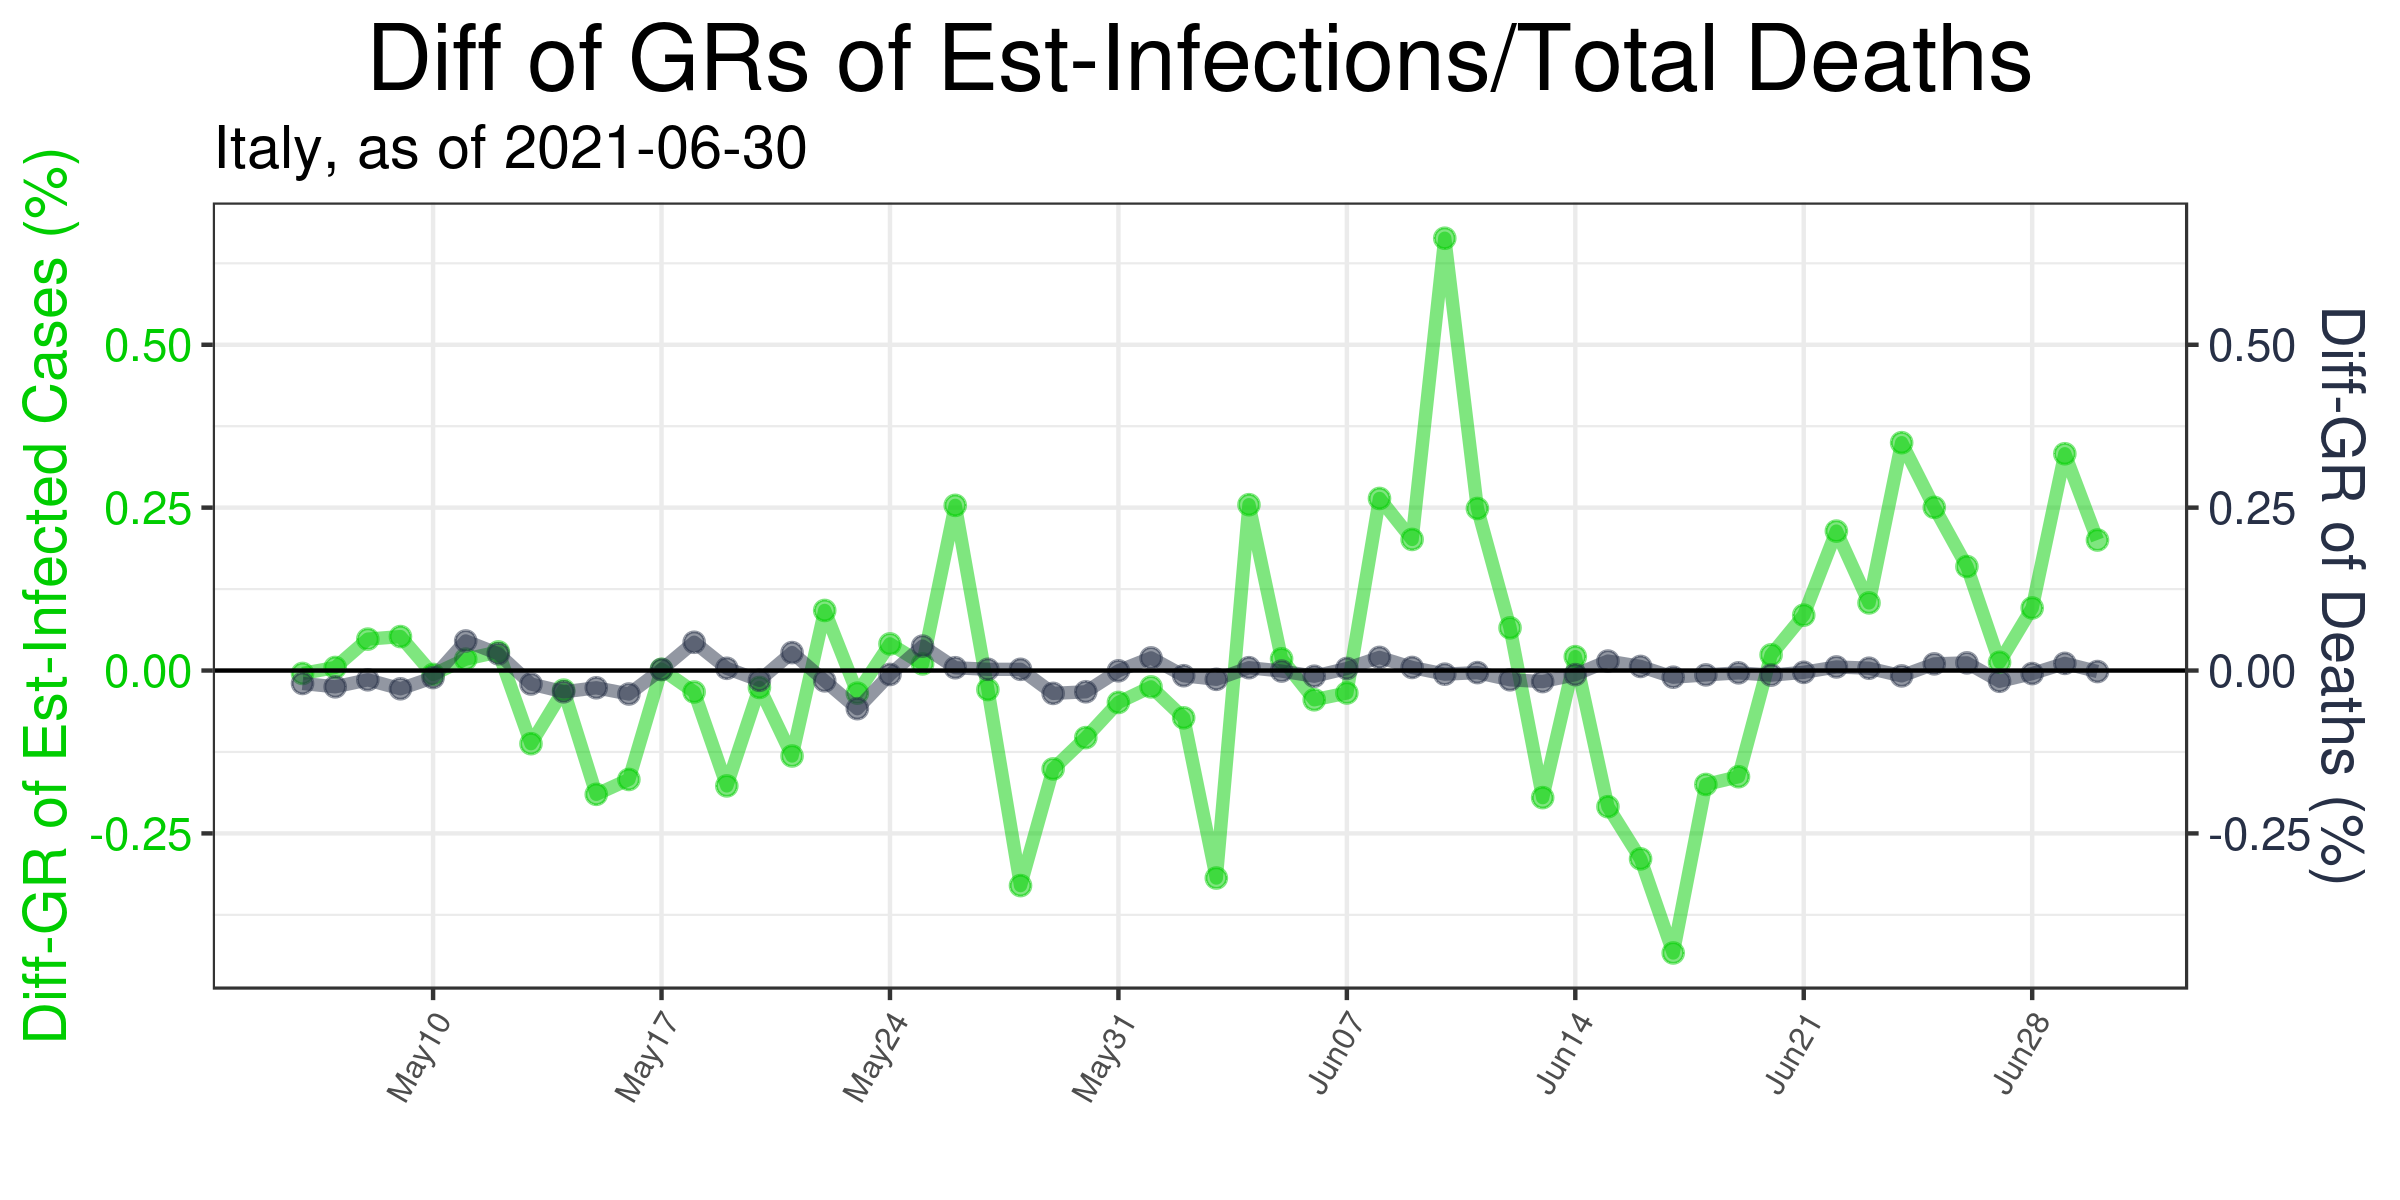 Diff of GRs of Est-Infections/Total Deaths
Italy, as of 2021-06-30
Diff-GR of Est-Infected Cases (%)
0.50
0.25
0.00
-0.25
0.50
0.25
0.00
-0.25
Diff-GR of Deaths (%)
May10
May17
May24
May31
Jun07
Jun14
Jun21
Jun28